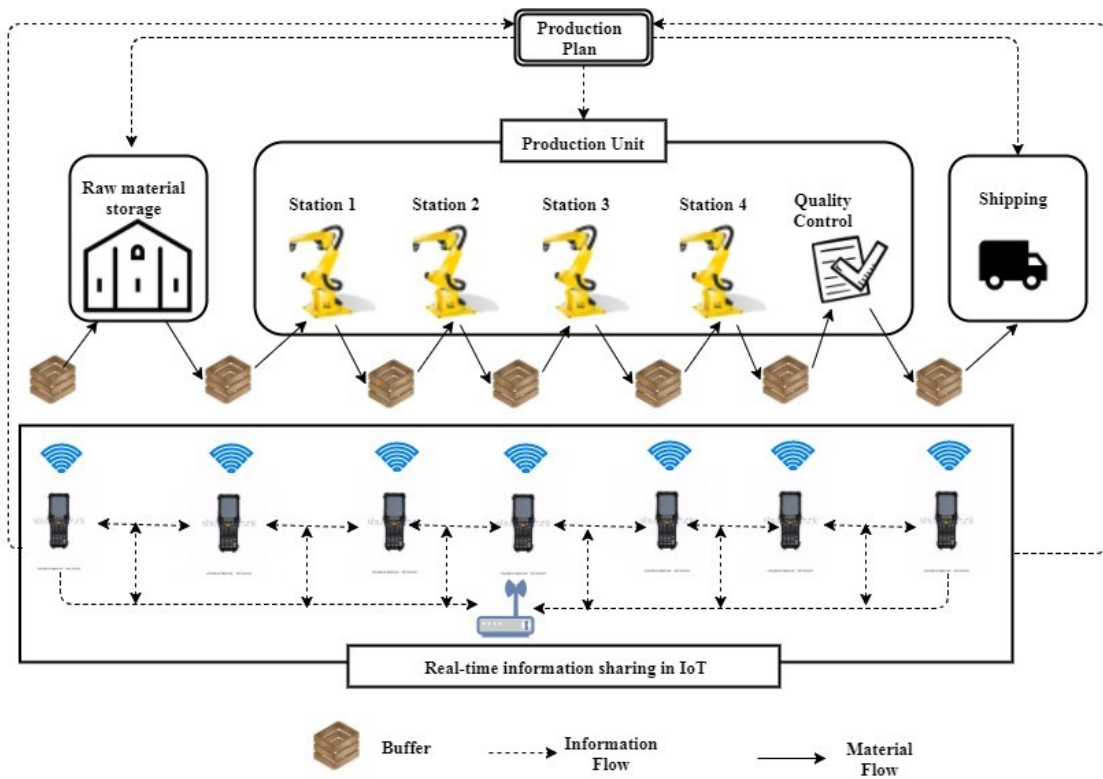 Production
Plan
Production Unit
Raw material
storage
Station 1
Station 2
Station 3
Station 4
Quality
Control
Shipping
Real-time information sharing in IoT
Buffer
Information
Flow
Material
Flow